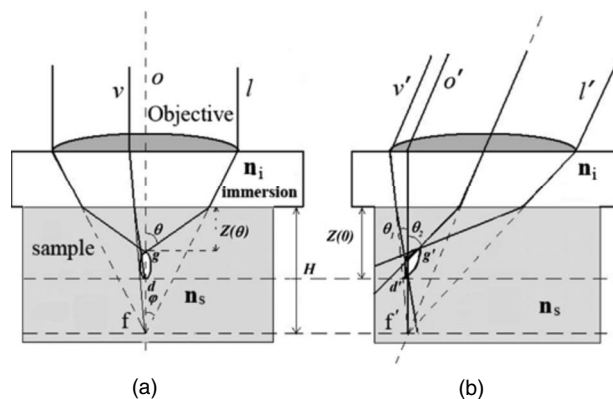 v o l
Objective
n_i
immersion
sample
θ
Z(θ)
g
H
d
φ
n_s
f
(a)
v' o' l'
n_i
Z(0)
θ_1 θ_2
g'
d'
n_s
f'
(b)